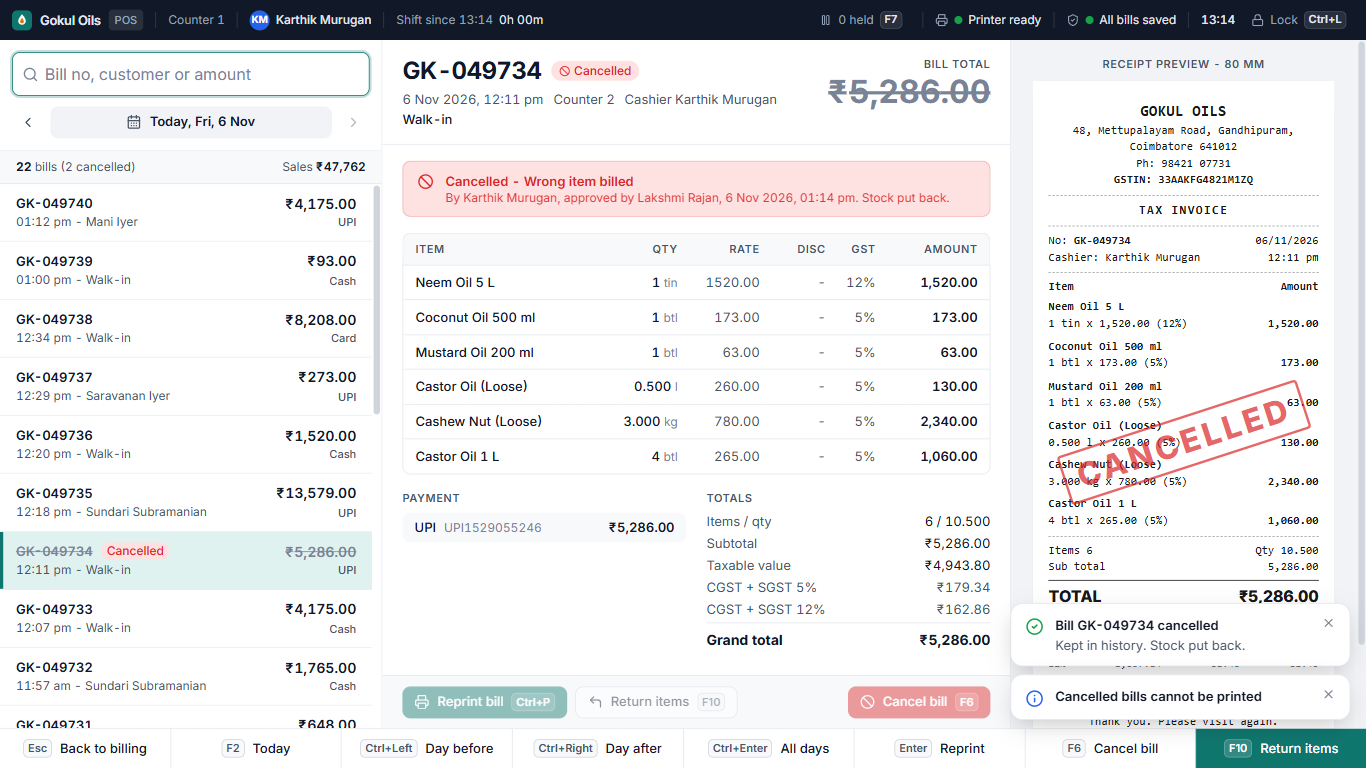 Gokul Oils POS Counter 1 KM Karthik Murugan Shift since 13:14 0h 00m 0 held F7 Printer ready All bills saved 13:14 Lock Ctrl+L
Bill no, customer or amount
Today, Fri, 6 Nov
22 bills (2 cancelled) Sales ₹47,762
GK-049740 ₹4,175.00
01:12 pm - Mani Iyer UPI
GK-049739 ₹93.00
01:00 pm - Walk-in Cash
GK-049738 ₹8,208.00
12:34 pm - Walk-in Card
GK-049737 ₹273.00
12:29 pm - Saravanan Iyer UPI
GK-049736 ₹1,520.00
12:20 pm - Walk-in Cash
GK-049735 ₹13,579.00
12:18 pm - Sundari Subramanian UPI
GK-049734 Cancelled ₹5,286.00
12:11 pm - Walk-in UPI
GK-049733 ₹4,175.00
12:07 pm - Walk-in Cash
GK-049732 ₹1,765.00
11:57 am - Sundari Subramanian Cash
GK-049731 ₹648.00
GK-049734 Cancelled
6 Nov 2026, 12:11 pm Counter 2 Cashier Karthik Murugan
Walk-in
BILL TOTAL
₹5,286.00
Cancelled - Wrong item billed
By Karthik Murugan, approved by Lakshmi Rajan, 6 Nov 2026, 01:14 pm. Stock put back.
ITEM QTY RATE DISC GST AMOUNT
Neem Oil 5 L 1 tin 1520.00 - 12% 1,520.00
Coconut Oil 500 ml 1 btl 173.00 - 5% 173.00
Mustard Oil 200 ml 1 btl 63.00 - 5% 63.00
Castor Oil (Loose) 0.500 l 260.00 - 5% 130.00
Cashew Nut (Loose) 3.000 kg 780.00 - 5% 2,340.00
Castor Oil 1 L 4 btl 265.00 - 5% 1,060.00
PAYMENT
UPI UPI1529055246 ₹5,286.00
TOTALS
Items / qty 6 / 10.500
Subtotal ₹5,286.00
Taxable value ₹4,943.80
CGST + SGST 5% ₹179.34
CGST + SGST 12% ₹162.86
Grand total ₹5,286.00
Reprint bill Ctrl+P Return items F10 Cancel bill F6
RECEIPT PREVIEW - 80 MM
GOKUL OILS
48, Mettupalayam Road, Gandhipuram,
Coimbatore 641012
Ph: 98421 07731
GSTIN: 33AAKFG4821M1ZQ
TAX INVOICE
No: GK-049734 06/11/2026
Cashier: Karthik Murugan 12:11 pm
Item Amount
Neem Oil 5 L
1 tin x 1,520.00 (12%) 1,520.00
Coconut Oil 500 ml
1 btl x 173.00 (5%) 173.00
Mustard Oil 200 ml
1 btl x 63.00 (5%) 63.00
Castor Oil (Loose)
0.500 l x 260.00 (5%) 130.00
Cashew Nut (Loose)
3.000 kg x 780.00 (5%) 2,340.00
Castor Oil 1 L
4 btl x 265.00 (5%) 1,060.00
CANCELLED
Items 6 Qty 10.500
Sub total 5,286.00
TOTAL ₹5,286.00
Bill GK-049734 cancelled
Kept in history. Stock put back.
Cancelled bills cannot be printed
Thank you. Please visit again.
Esc Back to billing F2 Today Ctrl+Left Day before Ctrl+Right Day after Ctrl+Enter All days Enter Reprint F6 Cancel bill F10 Return items